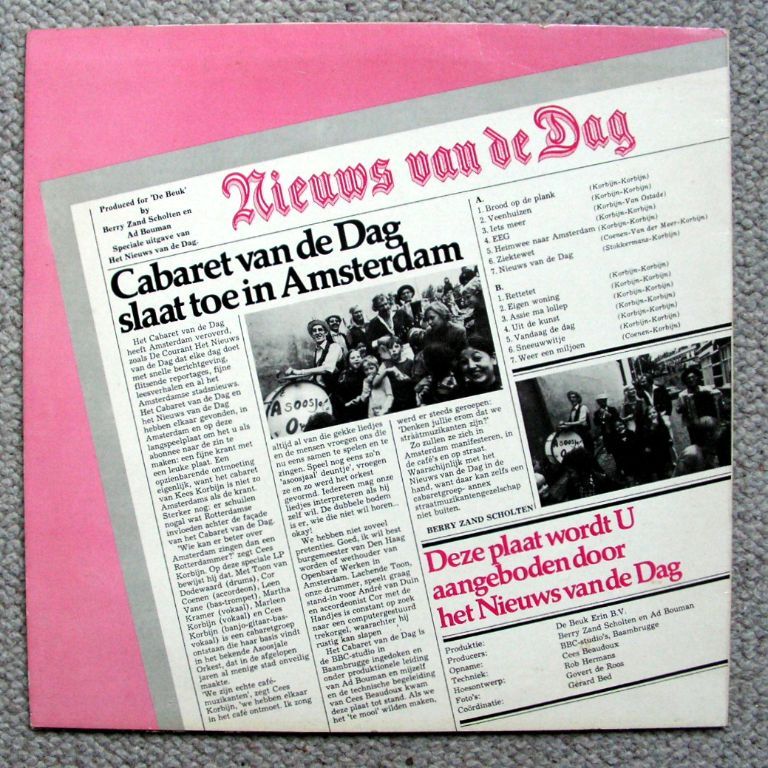 Nieuws van de Dag
Produced for 'De Beuk'
by
Berry Zand Scholten en
Ad Bouman
Speciale uitgave van
Het Nieuws van de Dag.
Cabaret van de Dag
slaat toe in Amsterdam
Het Cabaret van de Dag
heeft Amsterdam veroverd,
zoals De Courant Het Nieuws
van de Dag dat elke dag doet
met snelle berichtgeving,
flitsende reportages, fijne
leesverhalen en al het
Amsterdamse stadsnieuws.
Het Cabaret van de Dag en
het Nieuws van de Dag
hebben elkaar gevonden, in
Amsterdam en op deze
langspeelplaat om het u als
abonnee naar de zin te
maken: een fijne krant met
een leuke plaat. Een
opzienbarende ontmoeting
eigenlijk, want het cabaret
van Kees Korbijn is niet zo
Amsterdams als de krant.
Sterker nog: er schuilen
nogal wat Rotterdamse
invloeden achter de façade
van het Cabaret van de Dag.
'Wie kan er beter over
Amsterdam zingen dan een
Rotterdammer?' zegt Cees
Korbijn. Op deze speciale LP
bewijst hij dat. Met Toon van
Dodewaard (drums), Cor
Coenen (accordeon), Leen
Vane (bas-trompet), Martha
Kramer (vokaal), Marleen
Korbijn (vokaal) en Cees
Korbijn (banjo-gitaar-bas-
vokaal) is een cabaretgroep
ontstaan die haar basis vindt
in het bekende Asoosjale
Orkest, dat in de afgelopen
jaren al menige stad onveilig
maakte.
'We zijn echte café-
muzikanten', zegt Cees
Korbijn, 'we hebben elkaar
in het café ontmoet. Ik zong
ASOOSJA
O
altijd al van die gekke liedjes
en de mensen vroegen ons die
nu eens samen te spelen en te
zingen. Speel nog eens zo'n
'asoosjaal' deuntje', vroegen
ze en zo werd het orkest
gevormd. Iedereen mag onze
liedjes interpreteren als hij
zelf wil. De dubbele bodem
is er, wie die niet wil horen..
okay!
We hebben niet zoveel
pretenties. Goed, ik wil best
burgemeester van Den Haag
worden of wethouder van
Openbare Werken in
Amsterdam. Lachende Toon,
onze drummer, speelt graag
stand-in voor André van Duin
en accordeonist Cor met de
Handjes is constant op zoek
naar een computergestuurd
trekorgel, waarachter hij
rustig kan slapen
Het Cabaret van de Dag is
in de BBC-studio in
Baambrugge ingedoken en
onder produktionele leiding
van Ad Bouman en mijzelf
en de technische begeleiding
van Cees Beaudoux kwam
deze plaat tot stand. Als we
het 'te mooi' wilden maken,
werd er steeds geroepen:
'Denken jullie erom dat we
straatmuzikanten zijn?'
Zo zullen ze zich in
Amsterdam manifesteren, in
de café's en op straat.
Waarschijnlijk met het
Nieuws van de Dag in de
hand, want daar kan zelfs een
cabaretgroep annex
straatmuzikantengezelschap
niet buiten.
BERRY ZAND SCHOLTEN
A.
1. Brood op de plank (Korbijn-Korbijn)
2. Veenhuizen (Korbijn-Korbijn)
3. Iets meer (Korbijn-Van Ostade)
4. EEG (Korbijn-Korbijn)
5. Heimwee naar Amsterdam (Korbijn-Korbijn)
6. Ziektewet (Coenen-Van der Meer-Korbijn)
7. Nieuws van de Dag (Stokkermans-Korbijn)
B.
1. Rettetet (Korbijn-Korbijn)
2. Eigen woning (Korbijn-Korbijn)
3. Assie ma lollep (Korbijn-Korbijn)
4. Uit de kunst (Korbijn-Korbijn)
5. Vandaag de dag (Korbijn-Korbijn)
6. Sneeuwwitje (Korbijn-Korbijn)
7. Weer een miljoen (Coenen-Korbijn)
ASOOSJ
O
Deze plaat wordt U
aangeboden door
het Nieuws van de Dag
Produktie: De Beuk Erin B.V.
Producers: Berry Zand Scholten en Ad Bouman
Opname: BBC-studio's, Baambrugge
Techniek: Cees Beaudoux
Hoesontwerp: Rob Hermans
Foto's: Govert de Roos
Coördinatie: Gérard Bed